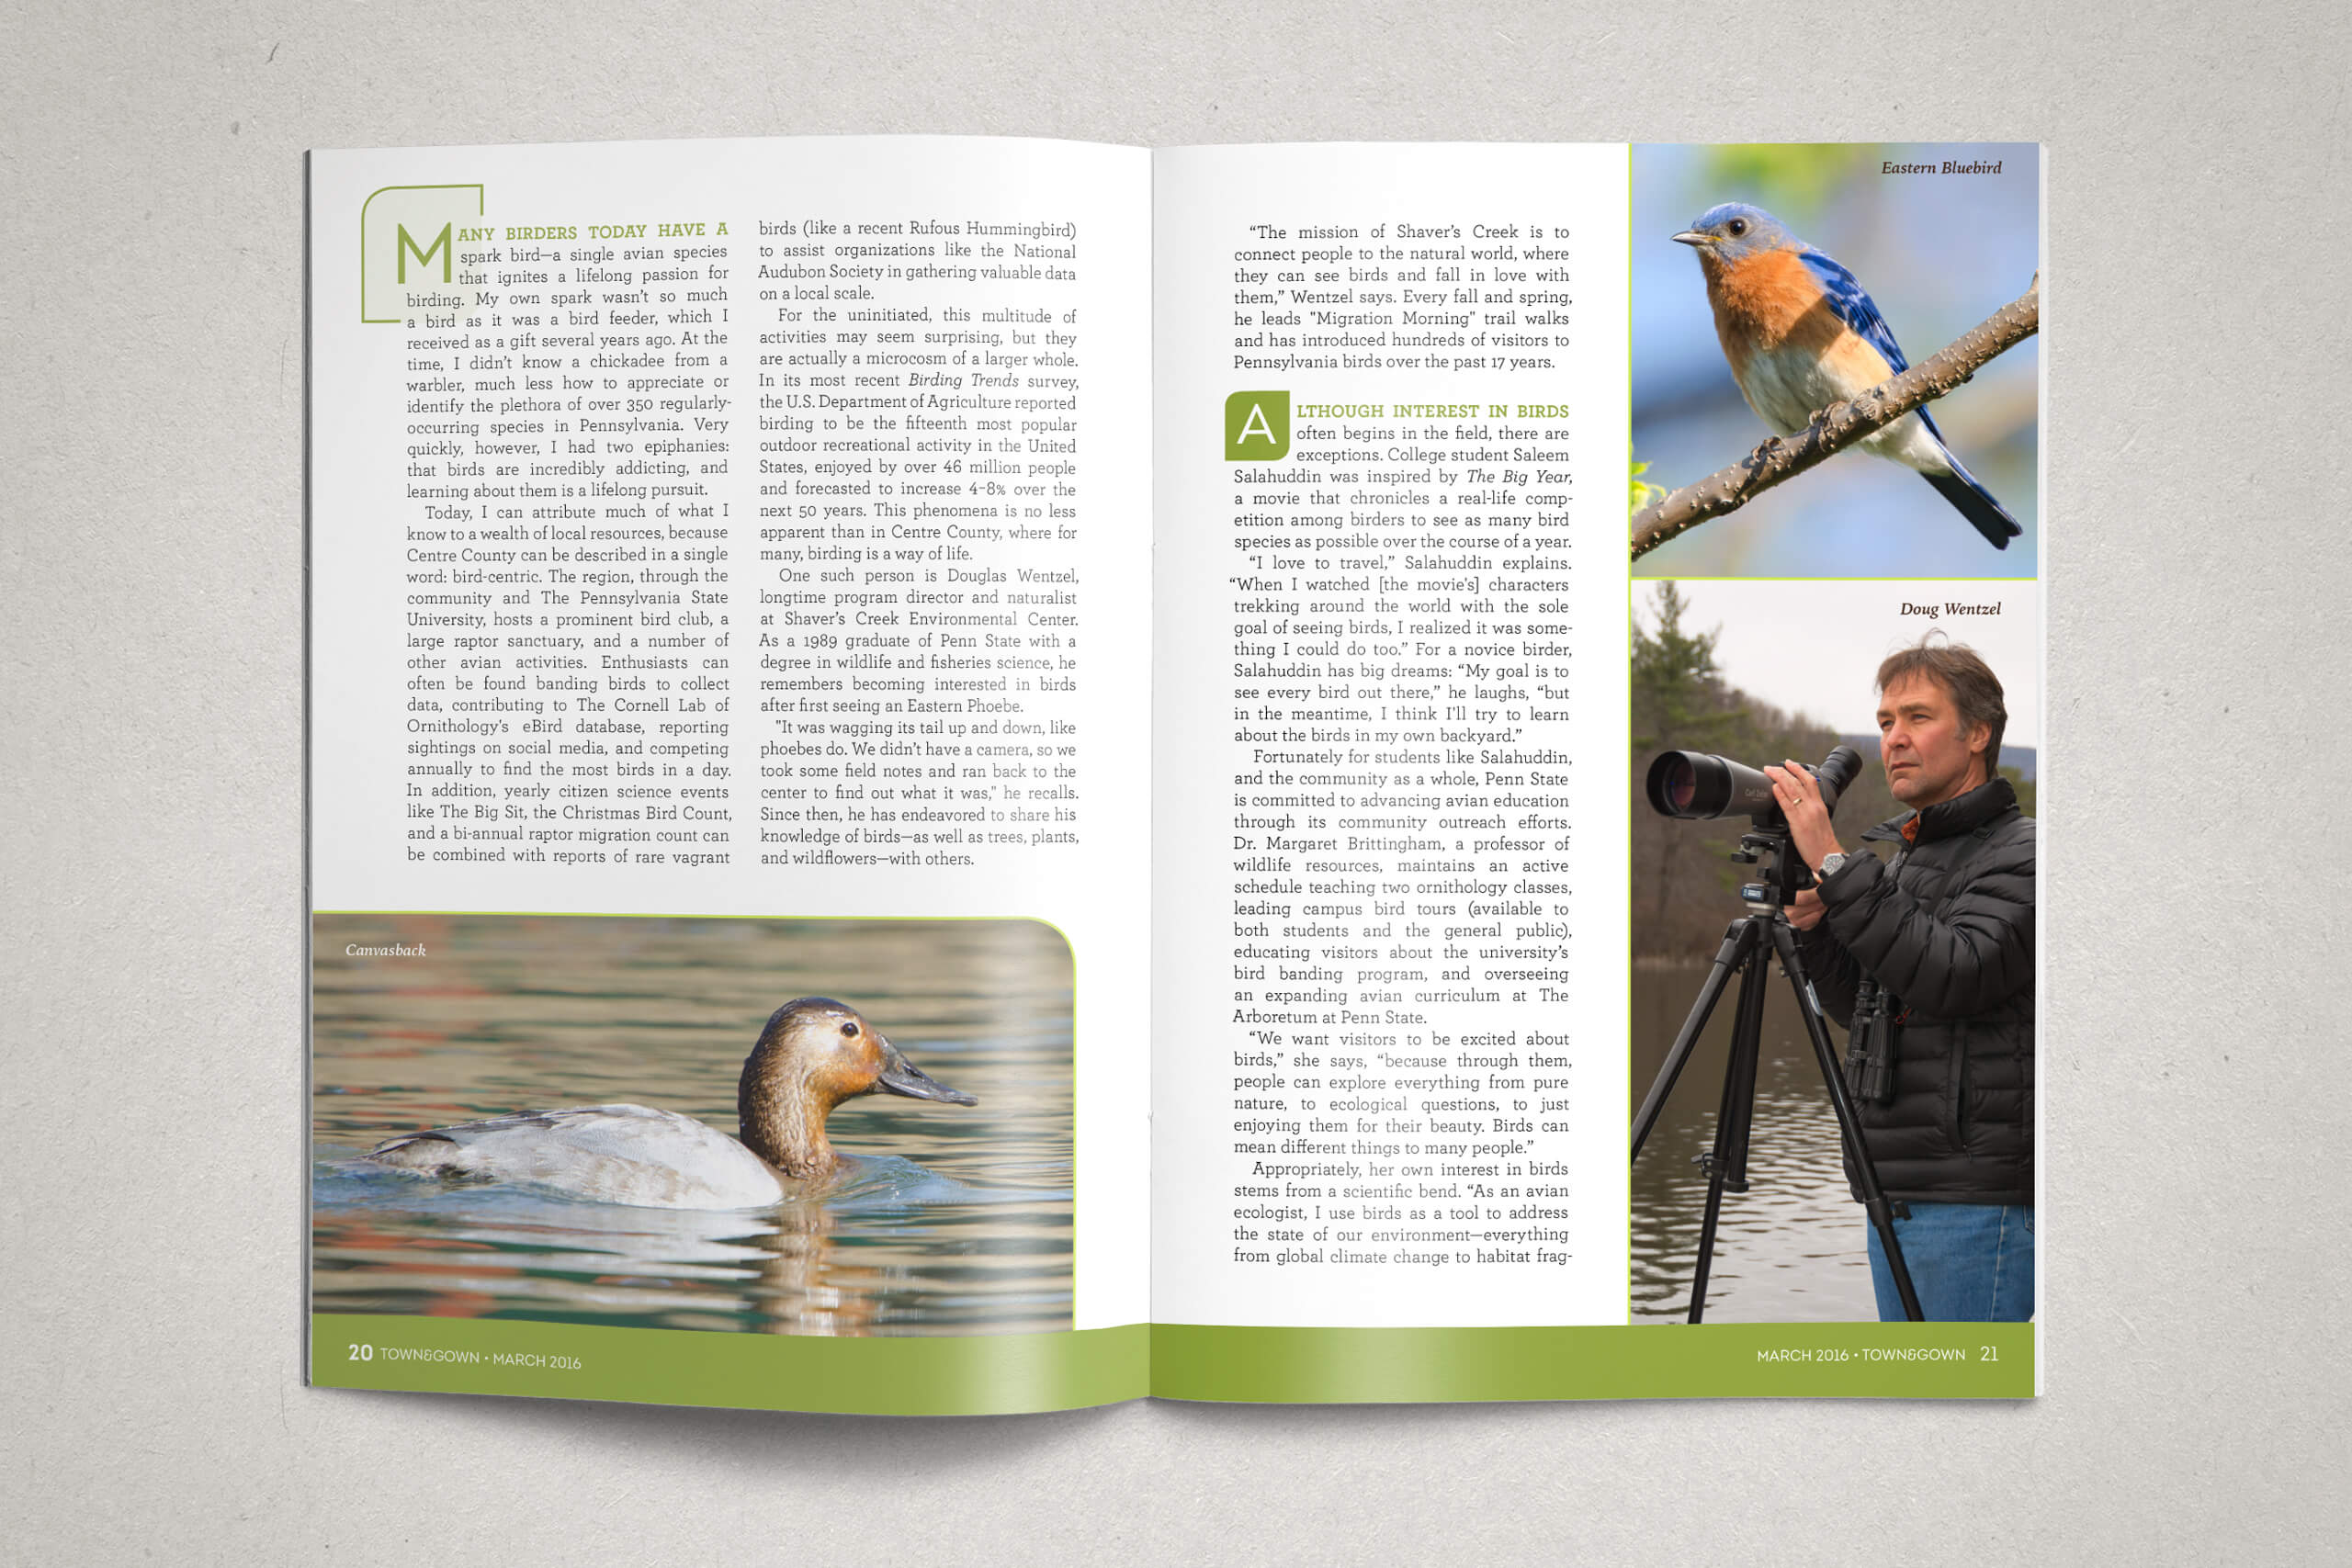 MANY BIRDERS TODAY HAVE A
spark bird—a single avian species
that ignites a lifelong passion for
birding. My own spark wasn't so much
a bird as it was a bird feeder, which I
received as a gift several years ago. At the
time, I didn't know a chickadee from a
warbler, much less how to appreciate or
identify the plethora of over 350 regularly-
occurring species in Pennsylvania. Very
quickly, however, I had two epiphanies:
that birds are incredibly addicting, and
learning about them is a lifelong pursuit.
Today, I can attribute much of what I
know to a wealth of local resources, because
Centre County can be described in a single
word: bird-centric. The region, through the
community and The Pennsylvania State
University, hosts a prominent bird club, a
large raptor sanctuary, and a number of
other avian activities. Enthusiasts can
often be found banding birds to collect
data, contributing to The Cornell Lab of
Ornithology's eBird database, reporting
sightings on social media, and competing
annually to find the most birds in a day.
In addition, yearly citizen science events
like The Big Sit, the Christmas Bird Count,
and a bi-annual raptor migration count can
be combined with reports of rare vagrant
birds (like a recent Rufous Hummingbird)
to assist organizations like the National
Audubon Society in gathering valuable data
on a local scale.
For the uninitiated, this multitude of
activities may seem surprising, but they
are actually a microcosm of a larger whole.
In its most recent Birding Trends survey,
the U.S. Department of Agriculture reported
birding to be the fifteenth most popular
outdoor recreational activity in the United
States, enjoyed by over 46 million people
and forecasted to increase 4-8% over the
next 50 years. This phenomena is no less
apparent than in Centre County, where for
many, birding is a way of life.
One such person is Douglas Wentzel,
longtime program director and naturalist
at Shaver's Creek Environmental Center.
As a 1989 graduate of Penn State with a
degree in wildlife and fisheries science, he
remembers becoming interested in birds
after first seeing an Eastern Phoebe.
"It was wagging its tail up and down, like
phoebes do. We didn't have a camera, so we
took some field notes and ran back to the
center to find out what it was," he recalls.
Since then, he has endeavored to share his
knowledge of birds—as well as trees, plants,
and wildflowers—with others.
Canvasback
20 TOWN&GOWN • MARCH 2016
“The mission of Shaver's Creek is to
connect people to the natural world, where
they can see birds and fall in love with
them,” Wentzel says. Every fall and spring,
he leads "Migration Morning" trail walks
and has introduced hundreds of visitors to
Pennsylvania birds over the past 17 years.
ALTHOUGH INTEREST IN BIRDS
often begins in the field, there are
exceptions. College student Saleem
Salahuddin was inspired by The Big Year,
a movie that chronicles a real-life comp-
etition among birders to see as many bird
species as possible over the course of a year.
“I love to travel,” Salahuddin explains.
“When I watched [the movie's] characters
trekking around the world with the sole
goal of seeing birds, I realized it was some-
thing I could do too.” For a novice birder,
Salahuddin has big dreams: “My goal is to
see every bird out there,” he laughs, “but
in the meantime, I think I'll try to learn
about the birds in my own backyard.”
Fortunately for students like Salahuddin,
and the community as a whole, Penn State
is committed to advancing avian education
through its community outreach efforts.
Dr. Margaret Brittingham, a professor of
wildlife resources, maintains an active
schedule teaching two ornithology classes,
leading campus bird tours (available to
both students and the general public),
educating visitors about the university's
bird banding program, and overseeing
an expanding avian curriculum at The
Arboretum at Penn State.
“We want visitors to be excited about
birds,” she says, “because through them,
people can explore everything from pure
nature, to ecological questions, to just
enjoying them for their beauty. Birds can
mean different things to many people.”
Appropriately, her own interest in birds
stems from a scientific bend. “As an avian
ecologist, I use birds as a tool to address
the state of our environment—everything
from global climate change to habitat frag-
Eastern Bluebird
Doug Wentzel
MARCH 2016 • TOWN&GOWN 21